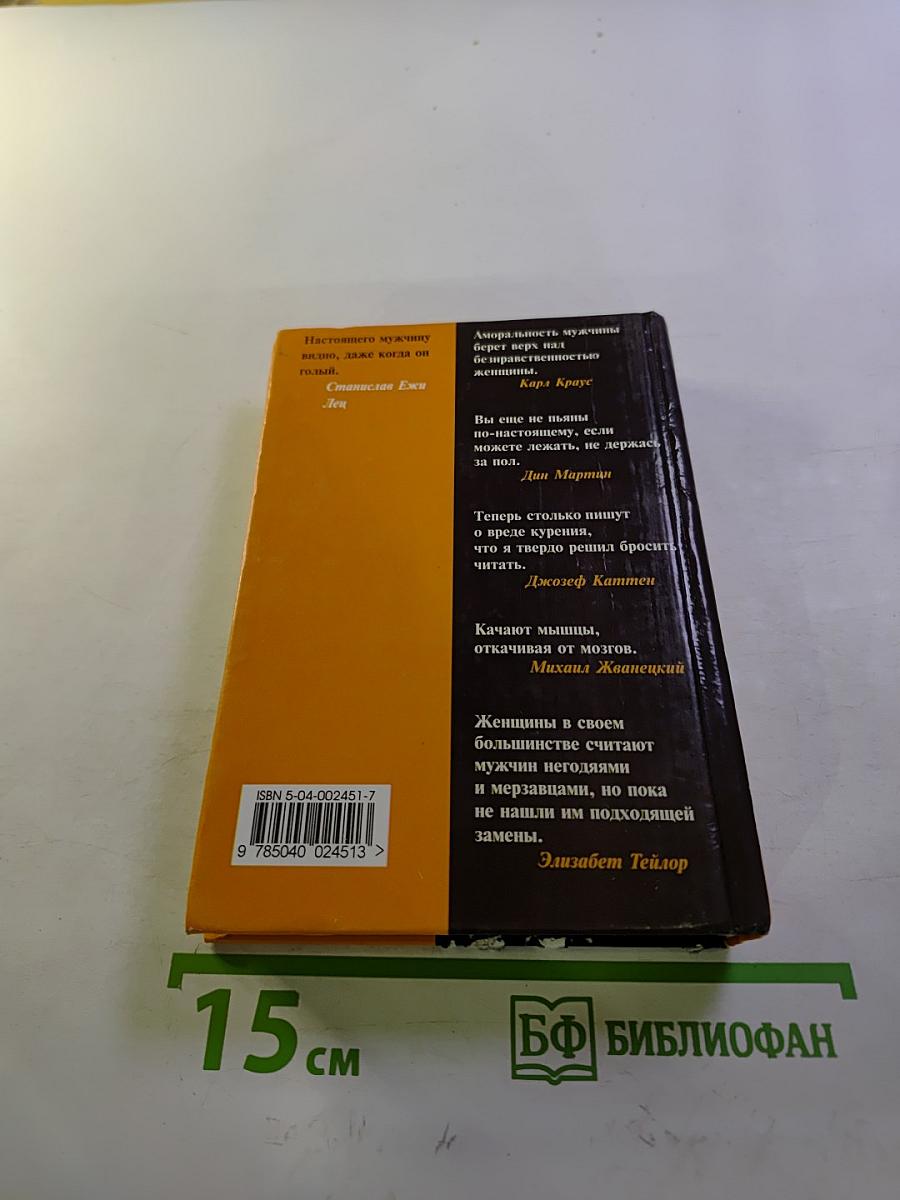 Настоящего мужчину
видно, даже когда он
голый.
Станислав Ежи
Лец
Аморальность мужчины
берет верх над
безнравственностью
женщины.
Карл Краус
Вы еще не пьяны
по-настоящему, если
можете лежать, не держась
за пол.
Дин Мартин
Теперь столько пишут
о вреде курения,
что я твердо решил бросить
читать.
Джозеф Каттен
Качают мышцы,
откачивая от мозгов.
Михаил Жванецкий
Женщины в своем
большинстве считают
мужчин негодяями
и мерзавцами, но пока
не нашли им подходящей
замены.
Элизабет Тейлор
ISBN 5-04-002451-7
9 785040 024513 >
15 см
БФ БИБЛИОФАН